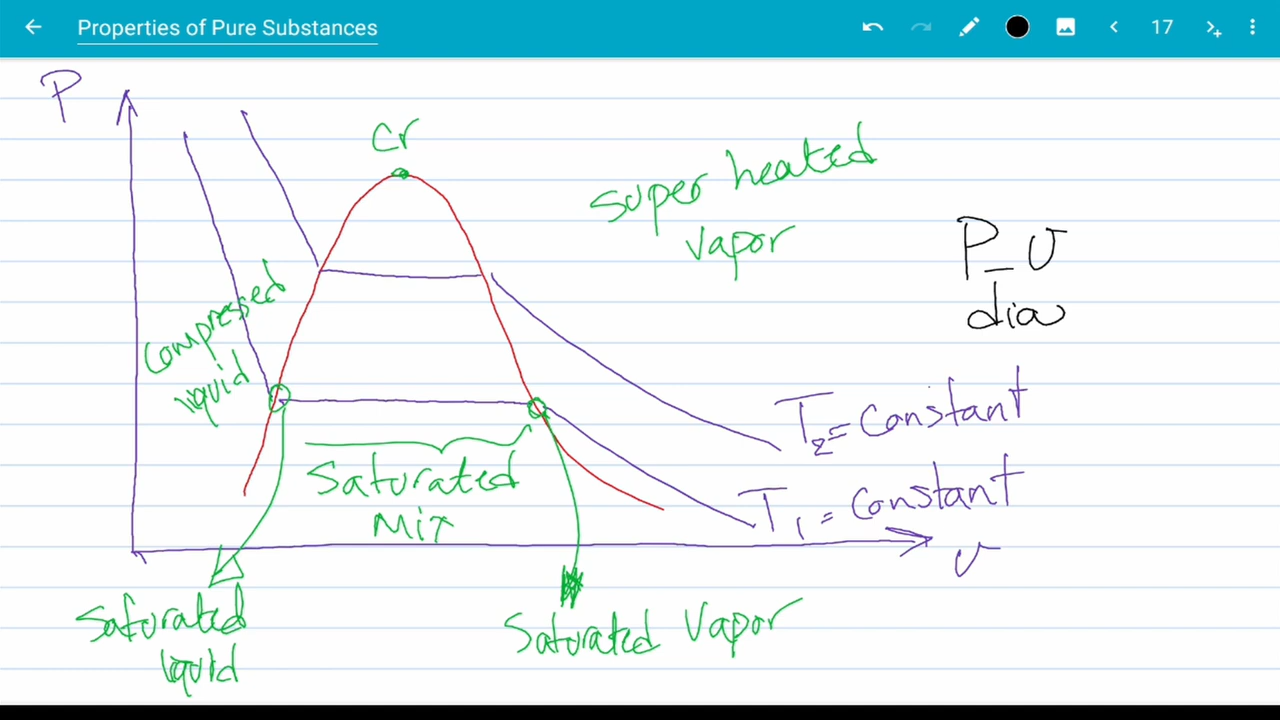 Properties of Pure Substances
17
P
Cr
super heated
vapor
P_v
dia
compressed
liquid
T2 = Constant
T1 = Constant
Saturated
Mix
v
Saturated
liquid
Saturated Vapor